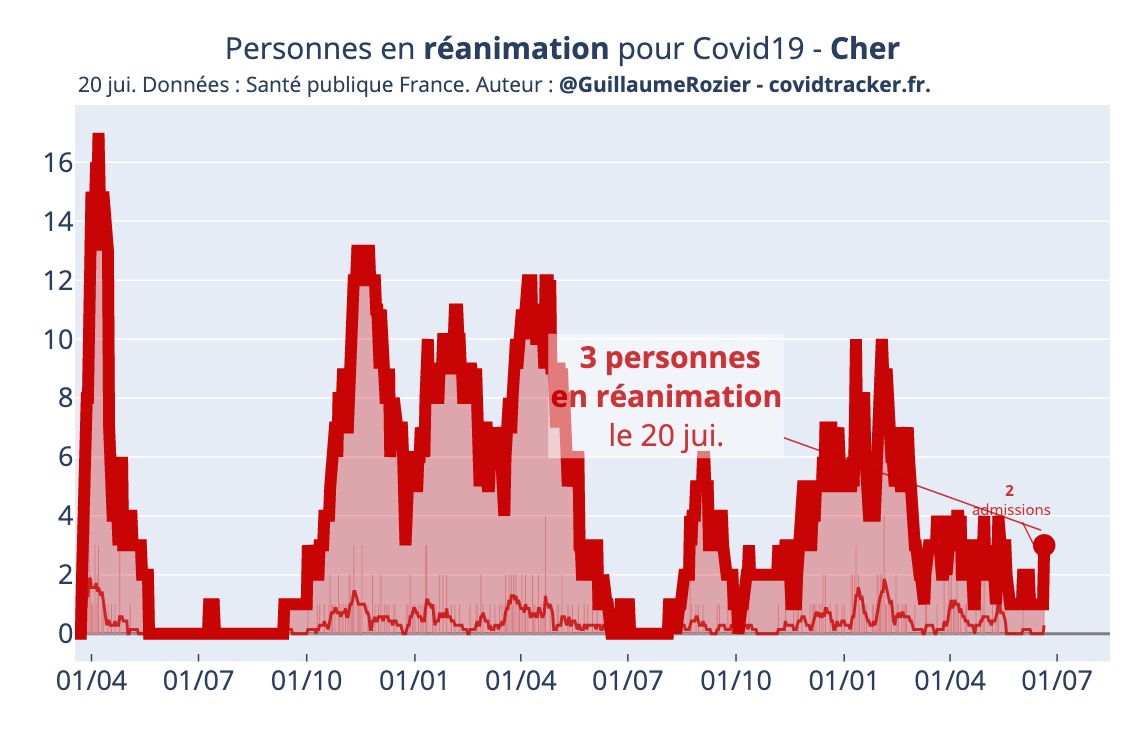 Personnes en réanimation pour Covid19 - Cher
20 jui. Données : Santé publique France. Auteur : @GuillaumeRozier - covidtracker.fr.
16
14
12
10
8
6
4
2
0
3 personnes
en réanimation
le 20 jui.
2
admissions
01/04 01/07 01/10 01/01 01/04 01/07 01/10 01/01 01/04 01/07